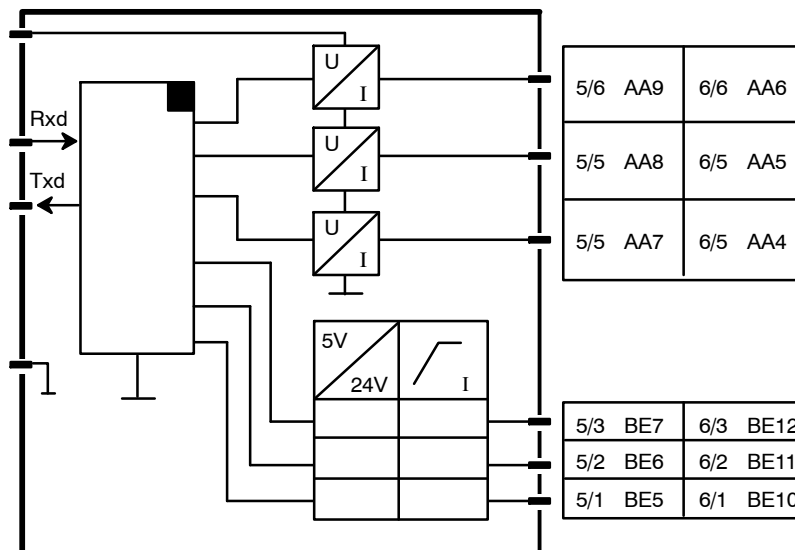 U
I
5/6 AA9 6/6 AA6
Rxd
U
I
5/5 AA8 6/5 AA5
Txd
U
I
5/5 AA7 6/5 AA4
5V
24V I
5/3 BE7 6/3 BE12
5/2 BE6 6/2 BE11
5/1 BE5 6/1 BE10